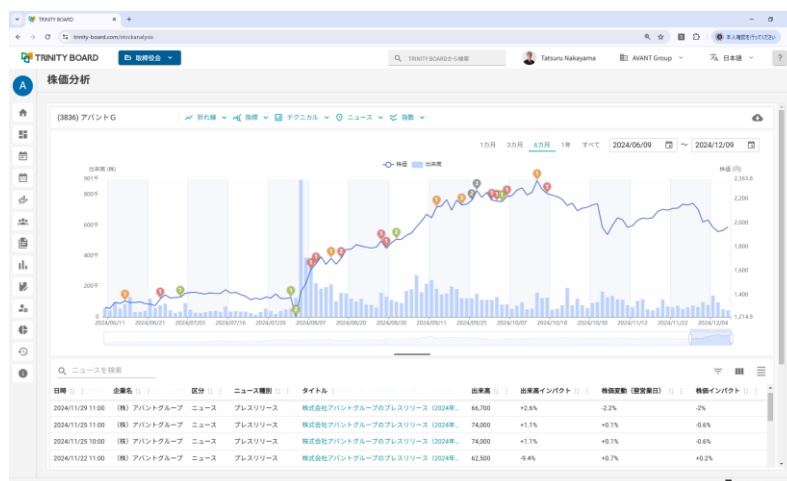 TRINITY BOARD
trinity-board.com/stockanalysis
TRINITY BOARD 取締役会 TRINITY BOARDから検索 Tatsuru Nakayama AVANT Group 日本語 ?
A 株価分析
(3836) アバントG 折れ線 指標 テクニカル ニュース 指数
1カ月 3カ月 6カ月 1年 すべて 2024/06/09 ~ 2024/12/09
株価 出来高
出来高 (株) 株価 (円)
901千 2,163.8
800千 2,200
2,000
600千
1,800
400千
1,600
200千
1,400
0 1,214.9
2024/06/11 2024/06/21 2024/07/03 2024/07/16 2024/07/26 2024/08/07 2024/08/20 2024/08/30 2024/09/11 2024/09/25 2024/10/07 2024/10/18 2024/10/30 2024/11/12 2024/11/22 2024/12/04
ニュースを検索
日時 企業名 区分 ニュース種別 タイトル 出来高 出来高インパクト 株価変動（翌営業日） 株価インパクト
2024/11/29 11:00 （株）アバントグループ ニュース プレスリリース 株式会社アバントグループのプレスリリース（2024年... 66,700 +2.6% -2.2% -2%
2024/11/25 11:00 （株）アバントグループ ニュース プレスリリース 株式会社アバントグループのプレスリリース（2024年... 74,000 +1.1% +0.1% -0.6%
2024/11/25 10:00 （株）アバントグループ ニュース プレスリリース 株式会社アバントグループのプレスリリース（2024年... 74,000 +1.1% +0.1% -0.6%
2024/11/22 11:00 （株）アバントグループ ニュース プレスリリース 株式会社アバントグループのプレスリリース（2024年... 62,500 -9.4% +0.7% +0.2%